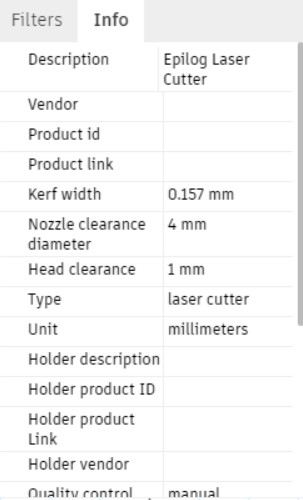 Filters Info
Description Epilog Laser
Cutter
Vendor
Product id
Product link
Kerf width 0.157 mm
Nozzle clearance 4 mm
diameter
Head clearance 1 mm
Type laser cutter
Unit millimeters
Holder description
Holder product ID
Holder product
Link
Holder vendor
Quality control manual